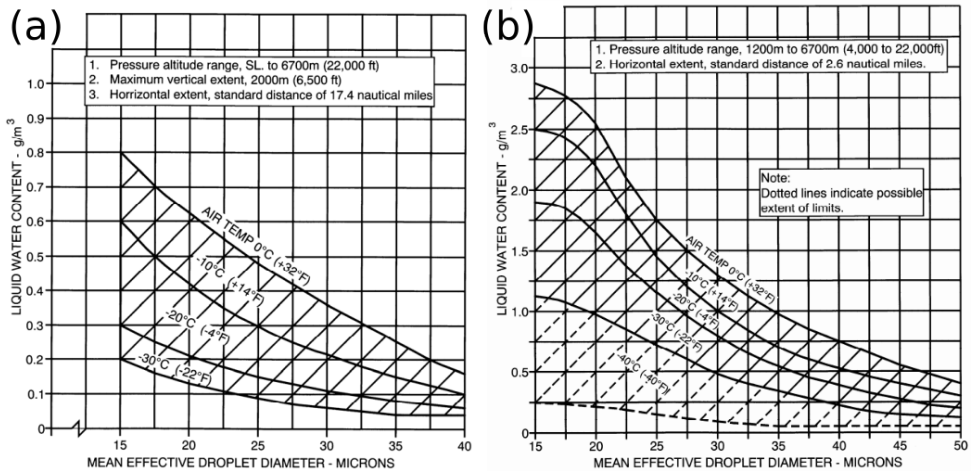 (a)
1. Pressure altitude range, SL. to 6700m (22,000 ft)
2. Maximum vertical extent, 2000m (6,500 ft)
3. Horrizontal extent, standard distance of 17.4 nautical miles
LIQUID WATER CONTENT - g/m³
1.0
0.9
0.8
0.7
0.6
0.5
0.4
0.3
0.2
0.1
0
AIR TEMP 0°C (+32°F)
-10°C (+14°F)
-20°C (-4°F)
-30°C (-22°F)
15 20 25 30 35 40
MEAN EFFECTIVE DROPLET DIAMETER - MICRONS
(b)
1. Pressure altitude range, 1200m to 6700m (4,000 to 22,000ft)
2. Horizontal extent, standard distance of 2.6 nautical miles.
LIQUID WATER CONTENT - g/m³
3.0
2.5
2.0
1.5
1.0
0.5
0
Note:
Dotted lines indicate possible
extent of limits.
AIR TEMP 0°C (+32°F)
-10°C (+14°F)
-20°C (-4°F)
-30°C (-22°F)
-40°C (-40°F)
15 20 25 30 35 40 45 50
MEAN EFFECTIVE DROPLET DIAMETER - MICRONS